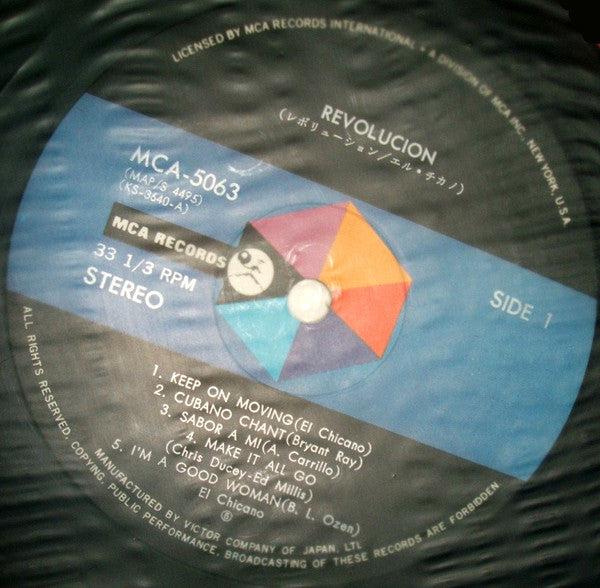 LICENSED BY MCA RECORDS INTERNATIONAL • A DIVISION OF MCA INC. NEW YORK, U.S.A
REVOLUCION
(レボリューション/エル・チカノ)
MCA-5063
(MAP/S 4495)
(KS-3640-A)
MCA RECORDS
33 1/3 RPM
STEREO
SIDE 1
1. KEEP ON MOVING(El Chicano)
2. CUBANO CHANT(Bryant Ray)
3. SABOR A MI(A. Carrillo)
4. MAKE IT ALL GO
(Chris Ducey-Ed Millis)
5. I'M A GOOD WOMAN(B. L. Ozen)
El Chicano
MANUFACTURED BY VICTOR COMPANY OF JAPAN, LTL
ALL RIGHTS RESERVED. COPYING, PUBLIC PERFORMANCE, BROADCASTING OF THESE RECORDS ARE FORBIDDEN